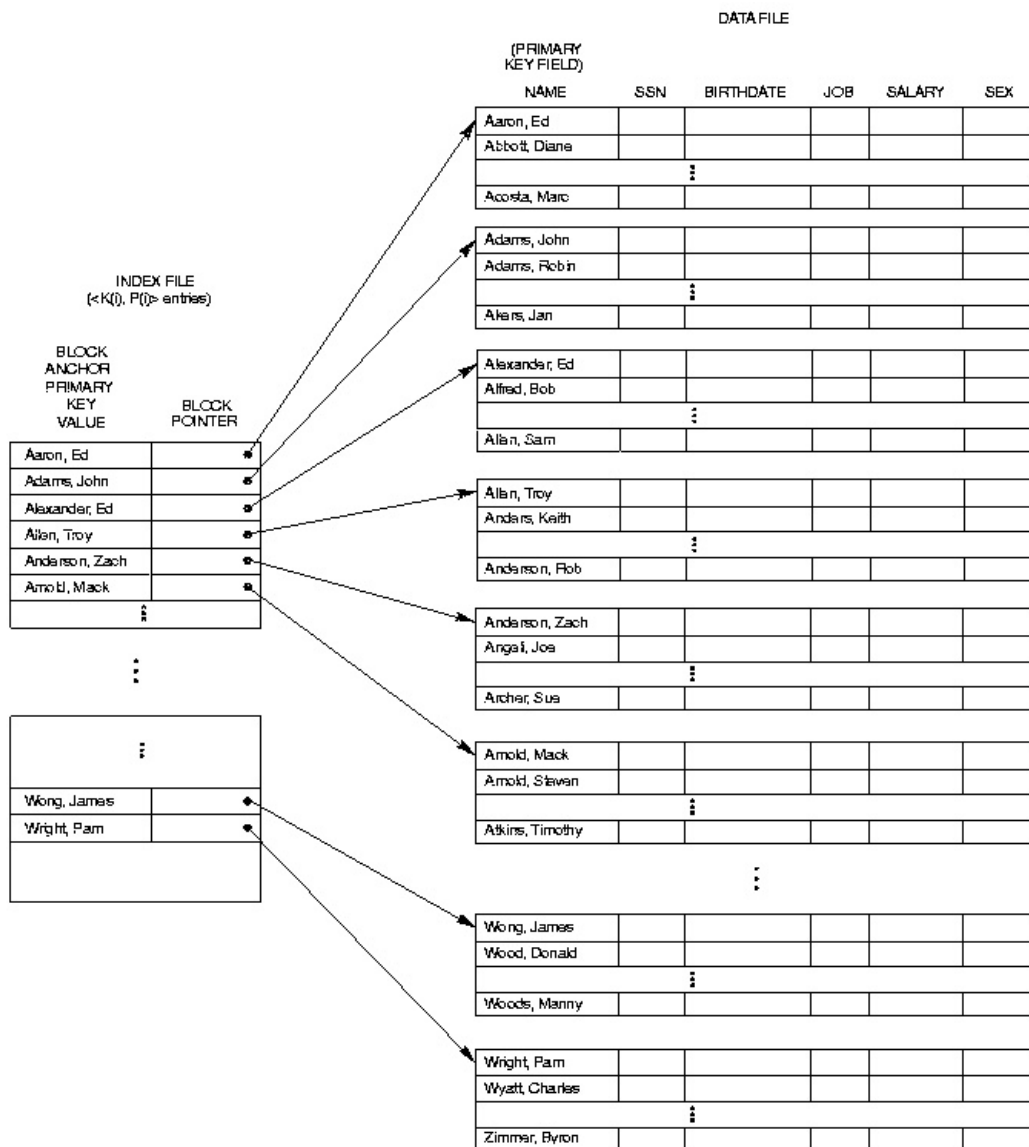 DATA FILE
(PRIMARY
KEY FIELD)
NAME SSN BIRTHDATE JOB SALARY SEX
Aaron, Ed
Abbott, Diane
Acosta, Marc
Adams, John
Adams, Robin
Akers, Jan
Alexander, Ed
Alfred, Bob
Allen, Sam
Allen, Troy
Anders, Keith
Anderson, Rob
Anderson, Zach
Angeli, Joe
Archer, Sue
Arnold, Mack
Arnold, Steven
Atkins, Timothy
Wong, James
Wood, Donald
Woods, Manny
Wright, Pam
Wyatt, Charles
Zimmer, Byron
INDEX FILE
(<K(i), P(i)> entries)
BLOCK
ANCHOR
PRIMARY
KEY
VALUE
BLOCK
POINTER
Aaron, Ed
Adams, John
Alexander, Ed
Allen, Troy
Anderson, Zach
Arnold, Mack
Wong, James
Wright, Pam